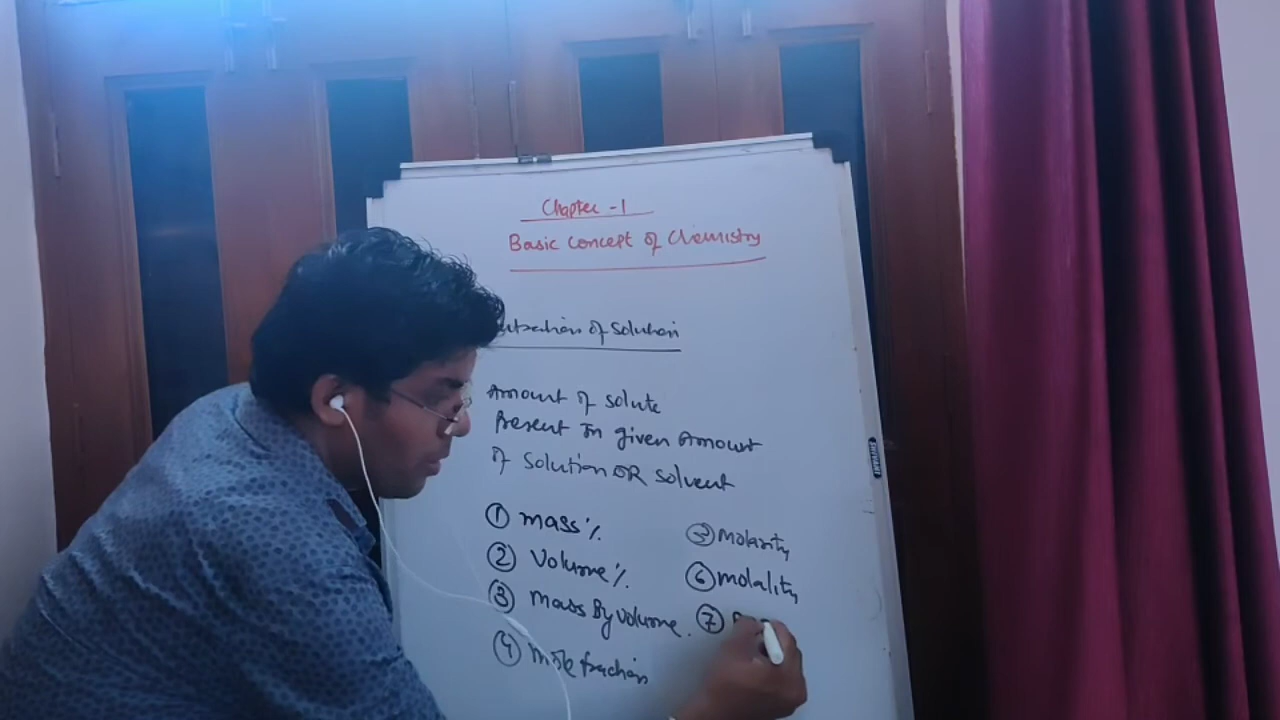 Chapter -1
Basic concept of Chemistry
of Solution
Amount of solute
Present In given Amount
of Solution OR Solvent
① Mass %
② Volume %
③ Mass By volume.
④ Mole fraction
⑤ Molarity
⑥ Molality
⑦